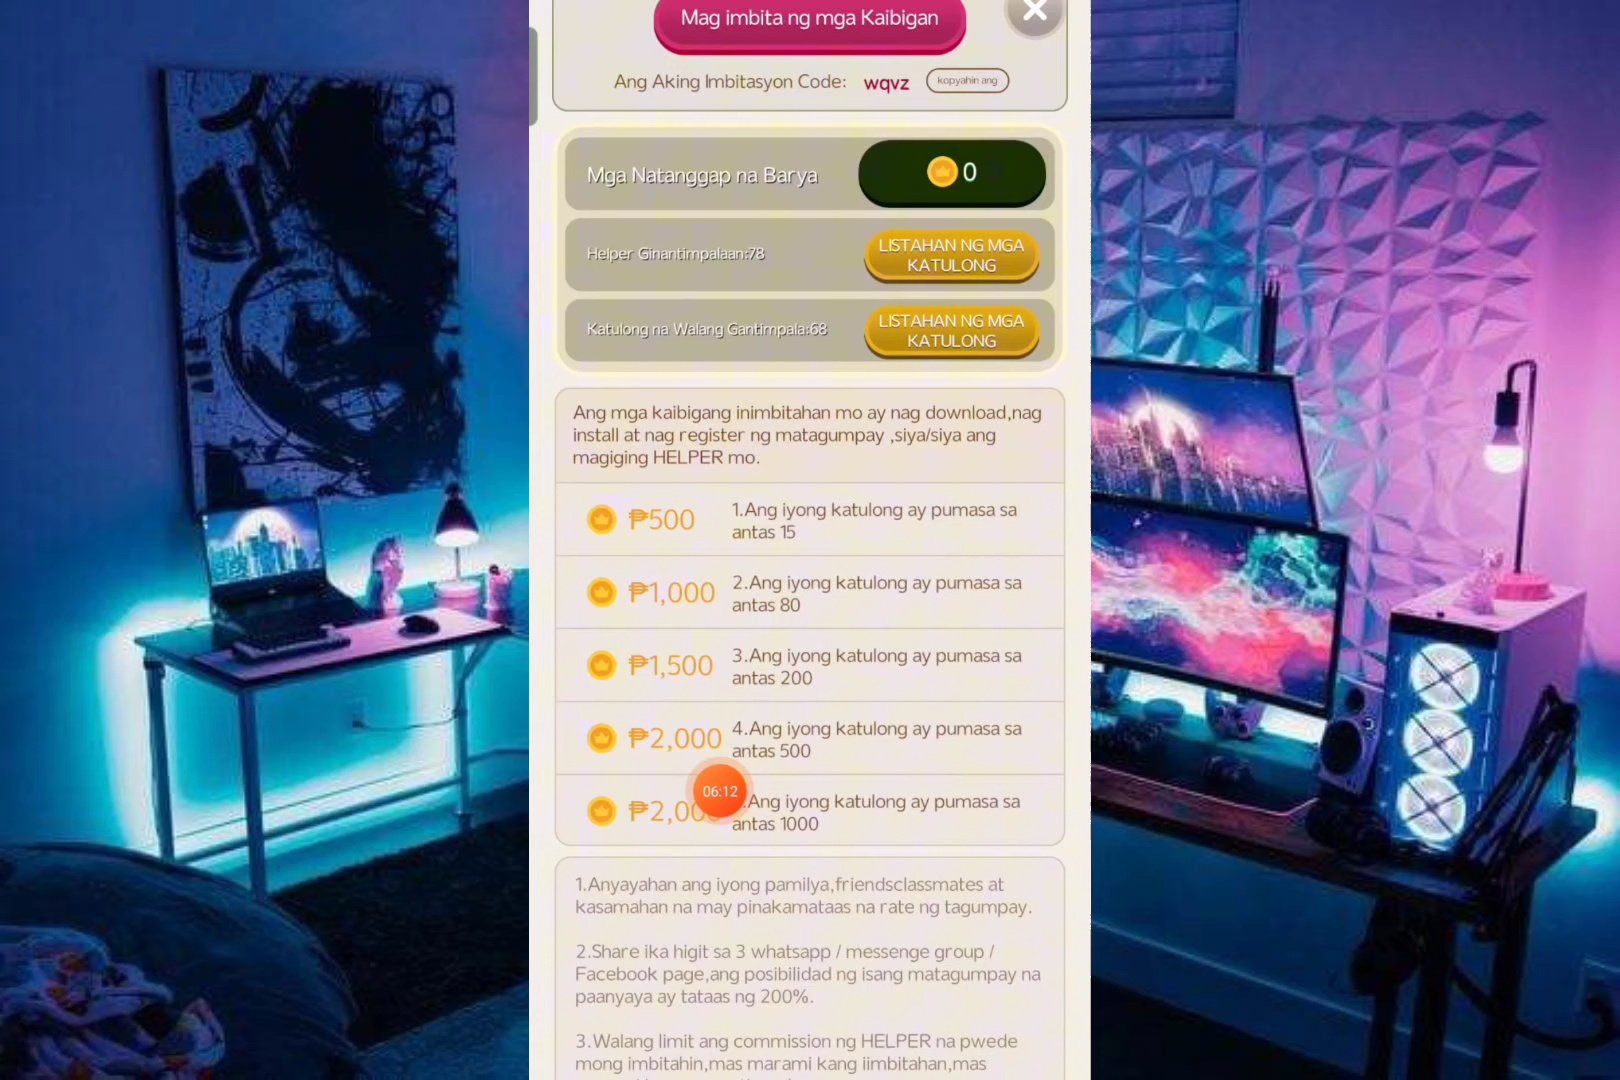 Mag imbita ng mga Kaibigan
Ang Aking Imbitasyon Code: wqvz kopyahin ang
Mga Natanggap na Barya 0
Helper Ginantimpalaan:78
LISTAHAN NG MGA
KATULONG
Katulong na Walang Gantimpala:68
LISTAHAN NG MGA
KATULONG
Ang mga kaibigang inimbitahan mo ay nag download,nag
install at nag register ng matagumpay ,siya/siya ang
magiging HELPER mo.
₱500
1.Ang iyong katulong ay pumasa sa
antas 15
₱1,000
2.Ang iyong katulong ay pumasa sa
antas 80
₱1,500
3.Ang iyong katulong ay pumasa sa
antas 200
₱2,000
4.Ang iyong katulong ay pumasa sa
antas 500
06:12
.Ang iyong katulong ay pumasa sa
antas 1000
1.Anyayahan ang iyong pamilya,friendsclassmates at
kasamahan na may pinakamataas na rate ng tagumpay.
2.Share ika higit sa 3 whatsapp / messenge group /
Facebook page,ang posibilidad ng isang matagumpay na
paanyaya ay tataas ng 200%.
3.Walang limit ang commission ng HELPER na pwede
mong imbitahin,mas marami kang iimbitahan,mas